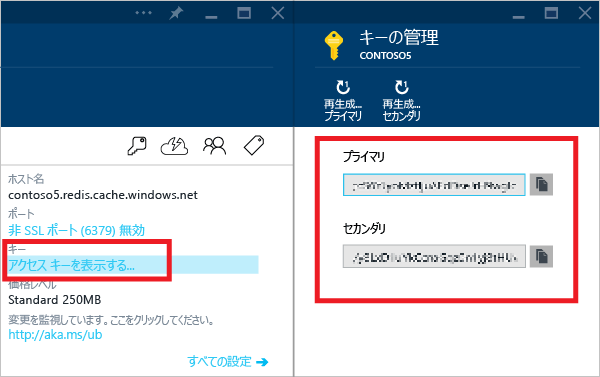 ホスト名
contoso5.redis.cache.windows.net
ポート
非 SSL ポート (6379) 無効
キー
アクセス キーを表示する...
価格レベル
Standard 250MB
変更を監視しています。ここをクリックしてください。
http://aka.ms/ub
すべての設定
キーの管理
CONTOSO5
再生成...
プライマリ
再生成...
セカンダリ
プライマリ
セカンダリ